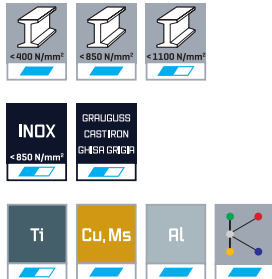 <400 N/mm² <850 N/mm² <1100 N/mm²
INOX
<850 N/mm²
GRAUGUSS
CAST IRON
GHISA GRIGIA
Ti Cu, Ms Al